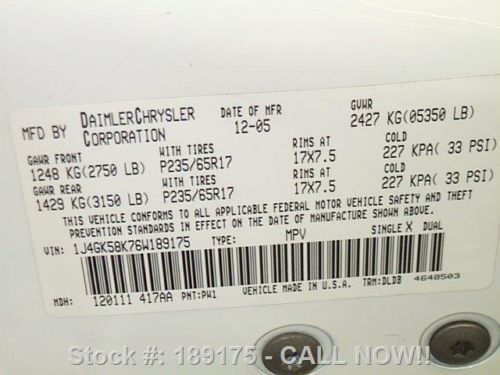 MFD BY DAIMLERCHRYSLER CORPORATION DATE OF MFR 12-05 GVWR 2427 KG(05350 LB)
GAWR FRONT WITH TIRES RIMS AT COLD
1248 KG(2750 LB) P235/65R17 17X7.5 227 KPA( 33 PSI)
GAWR REAR WITH TIRES RIMS AT COLD
1429 KG(3150 LB) P235/65R17 17X7.5 227 KPA( 33 PSI)
THIS VEHICLE CONFORMS TO ALL APPLICABLE FEDERAL MOTOR VEHICLE SAFETY AND THEFT
PREVENTION STANDARDS IN EFFECT ON THE DATE OF MANUFACTURE SHOWN ABOVE.
VIN: 1J4GK58K76W189175 TYPE: MPV SINGLE X DUAL
MDH: 120111 417AA PNT: PW1 VEHICLE MADE IN U.S.A. TRM:DLDB 4648503
Stock #: 189175 - CALL NOW!!